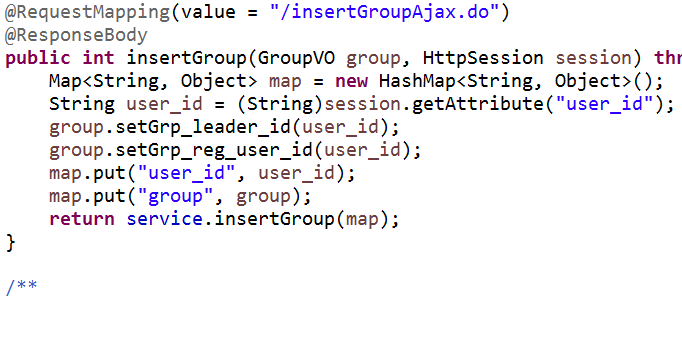 @RequestMapping(value = "/insertGroupAjax.do")
@ResponseBody
public int insertGroup(GroupVO group, HttpSession session) thr
Map<String, Object> map = new HashMap<String, Object>();
String user_id = (String)session.getAttribute("user_id");
group.setGrp_leader_id(user_id);
group.setGrp_reg_user_id(user_id);
map.put("user_id", user_id);
map.put("group", group);
return service.insertGroup(map);
}
/**